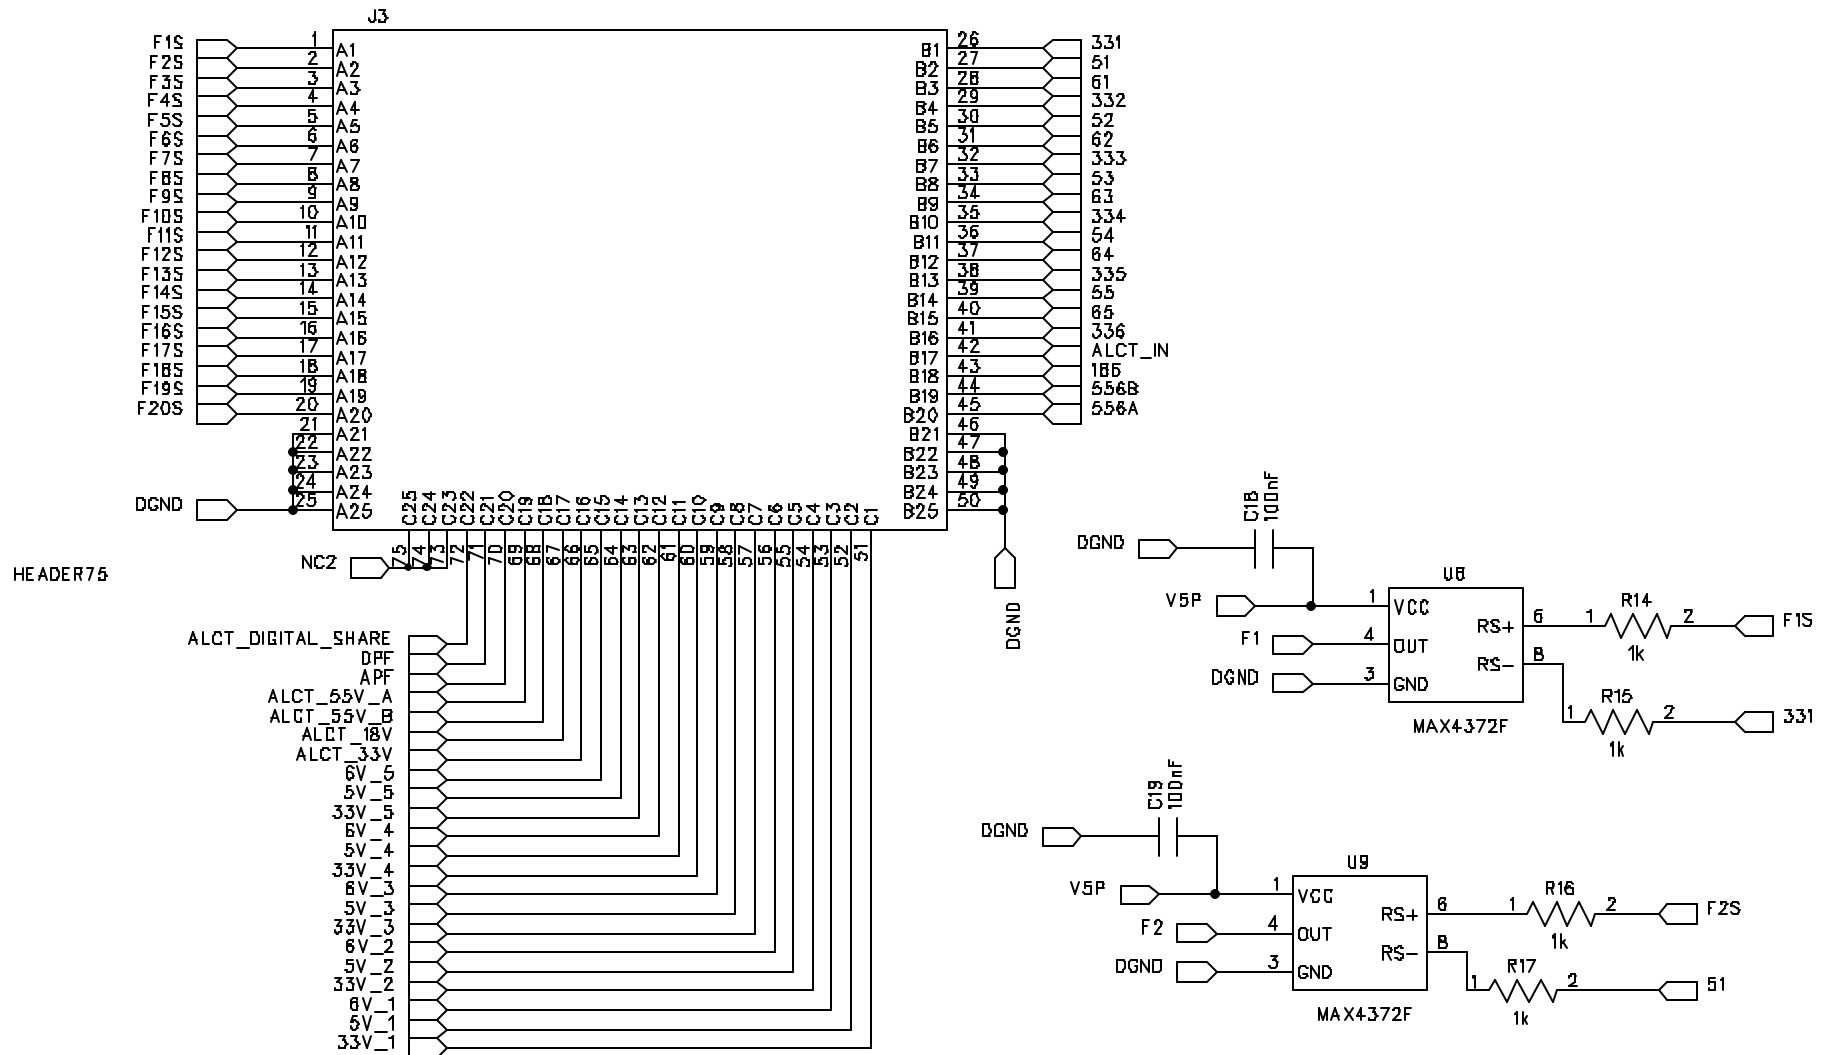 J3
F1S 1 A1 B1 26 331
F2S 2 A2 B2 27 51
F3S 3 A3 B3 28 61
F4S 4 A4 B4 29 332
F5S 5 A5 B5 30 52
F6S 6 A6 B6 31 62
F7S 7 A7 B7 32 333
F8S 8 A8 B8 33 53
F9S 9 A9 B9 34 63
F10S 10 A10 B10 35 334
F11S 11 A11 B11 36 54
F12S 12 A12 B12 37 64
F13S 13 A13 B13 38 335
F14S 14 A14 B14 39 55
F15S 15 A15 B15 40 65
F16S 16 A16 B16 41 336
F17S 17 A17 B17 42 ALCT_IN
F18S 18 A18 B18 43 186
F19S 19 A19 B19 44 556B
F20S 20 A20 B20 45 556A
21 A21 B21 46
22 A22 B22 47
23 A23 B23 48
24 A24 B24 49
DGND 25 A25 B25 50
C25 C24 C23 C22 C21 C20 C19 C18 C17 C16 C15 C14 C13 C12 C11 C10 C9 C8 C7 C6 C5 C4 C3 C2 C1
75 74 73 72 71 70 69 68 67 66 65 64 63 62 61 60 59 58 57 56 55 54 53 52 51
NC2
HEADER75
DGND
ALCT_DIGITAL_SHARE
DPF
APF
ALCT_55V_A
ALCT_55V_B
ALCT_18V
ALCT_33V
6V_5
5V_5
33V_5
6V_4
5V_4
33V_4
6V_3
5V_3
33V_3
6V_2
5V_2
33V_2
6V_1
5V_1
33V_1
C18
100nF
DGND
U8
V5P 1 VCC
F1 4 OUT
DGND 3 GND
RS+ 6 1 R14 2 F1S
1k
RS- 8
R15
1 2 331
1k
MAX4372F
C19
100nF
DGND
U9
V5P 1 VCC
F2 4 OUT
DGND 3 GND
RS+ 6 1 R16 2 F2S
1k
RS- 8
R17
1 2 51
1k
MAX4372F